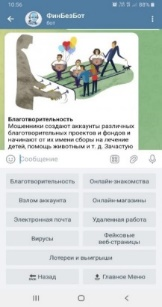 10:56
ФинБезБот
бот
Благотворительность
Мошенники создают аккаунты различных
благотворительных проектов и фондов и
начинают от их имени сборы на лечение
детей, помощь животным и т. д. Зачастую
Сообщение
Благотворительность
Онлайн-знакомства
Взлом аккаунта
Онлайн-магазины
Электронная почта
Удаленная работа
Вирусы
Фейковые
веб-страницы
Лотереи и выигрыши
Назад
Главное Меню